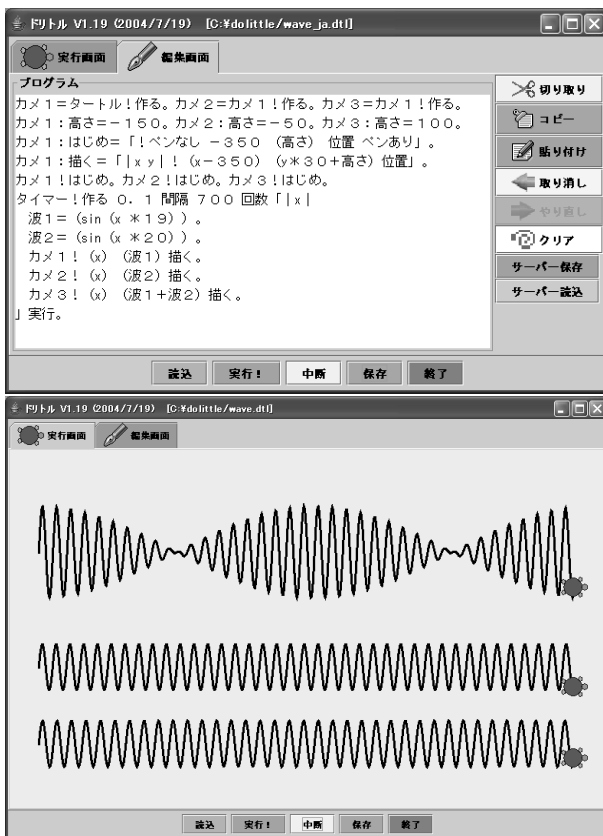 ドリトル V1.19 (2004/7/19) [C:¥dolittle/wave_ja.dtl]
実行画面 編集画面
プログラム
カメ1=タートル!作る。カメ2=カメ1!作る。カメ3=カメ1!作る。
カメ1:高さ=-150。カメ2:高さ=-50。カメ3:高さ=100。
カメ1:はじめ=「!ペンなし -350 (高さ) 位置 ペンあり」。
カメ1:描く=「|x y|! (x-350) (y*30+高さ) 位置」。
カメ1!はじめ。カメ2!はじめ。カメ3!はじめ。
タイマー!作る 0.1 間隔 700 回数「|x|
波1=(sin (x *19))。
波2=(sin (x *20))。
カメ1!(x) (波1) 描く。
カメ2!(x) (波2) 描く。
カメ3!(x) (波1+波2) 描く。
」実行。
切り取り
コピー
貼り付け
取り消し
やり直し
クリア
サーバー保存
サーバー読込
読込 実行! 中断 保存 終了
ドリトル V1.19 (2004/7/19) [C:¥dolittle/wave.dtl]
実行画面 編集画面
読込 実行! 中断 保存 終了